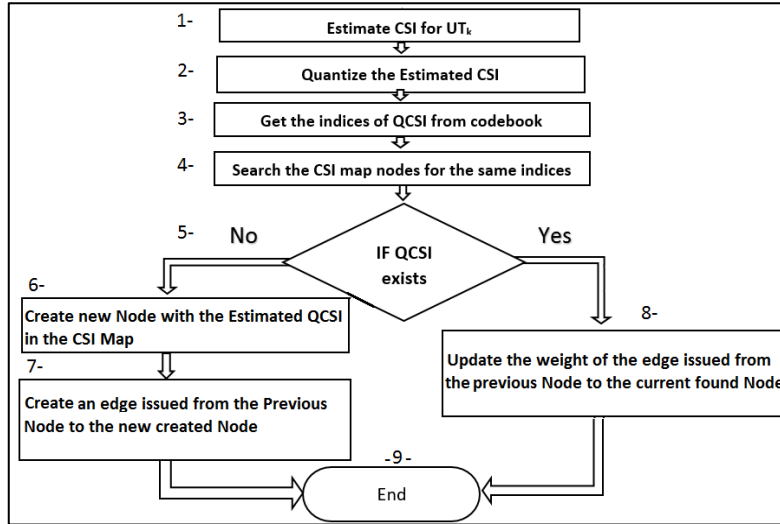 1-
Estimate CSI for UTₖ
2-
Quantize the Estimated CSI
3-
Get the indices of QCSI from codebook
4-
Search the CSI map nodes for the same indices
5-
No
Yes
IF QCSI
exists
6-
Create new Node with the Estimated QCSI
in the CSI Map
7-
Create an edge issued from the Previous
Node to the new created Node
8-
Update the weight of the edge issued from
the previous Node to the current found Node
-9-
End